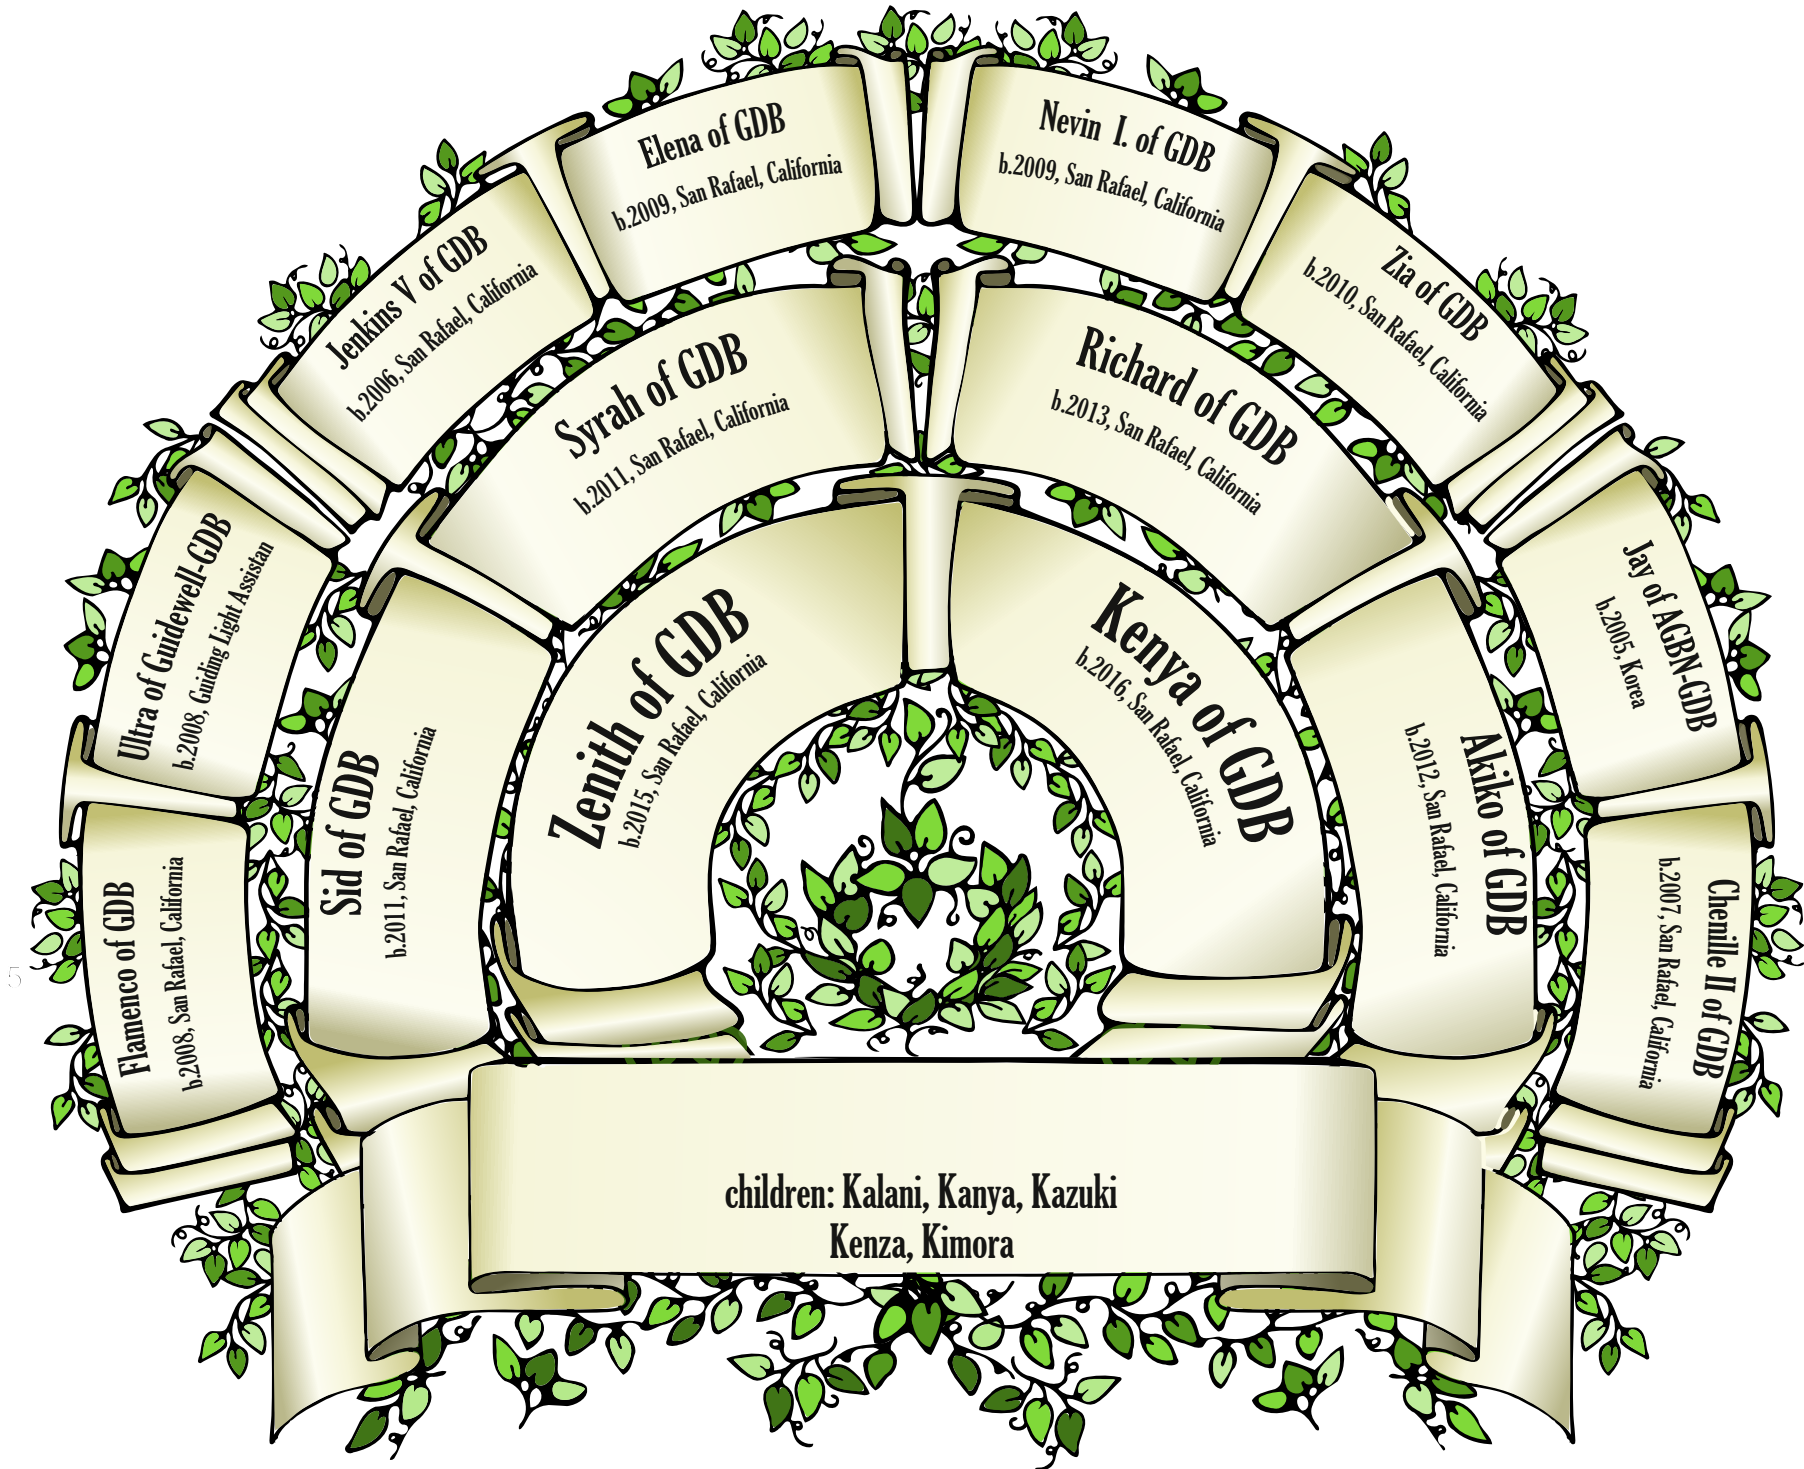 Elena of GDB
b.2009, San Rafael, California
Nevin I. of GDB
b.2009, San Rafael, California
Jenkins V of GDB
b.2006, San Rafael, California
Zia of GDB
b.2010, San Rafael, California
Ultra of Guidewell-GDB
b.2008, Guiding Light Assistan
Jay of AGBN-GDB
b.2005, Korea
Flamenco of GDB
b.2008, San Rafael, California
Chenille II of GDB
b.2007, San Rafael, California
Syrah of GDB
b.2011, San Rafael, California
Richard of GDB
b.2013, San Rafael, California
Sid of GDB
b.2011, San Rafael, California
Akiko of GDB
b.2012, San Rafael, California
Zenith of GDB
b.2015, San Rafael, California
Kenya of GDB
b.2016, San Rafael, California
5
children: Kalani, Kanya, Kazuki
Kenza, Kimora